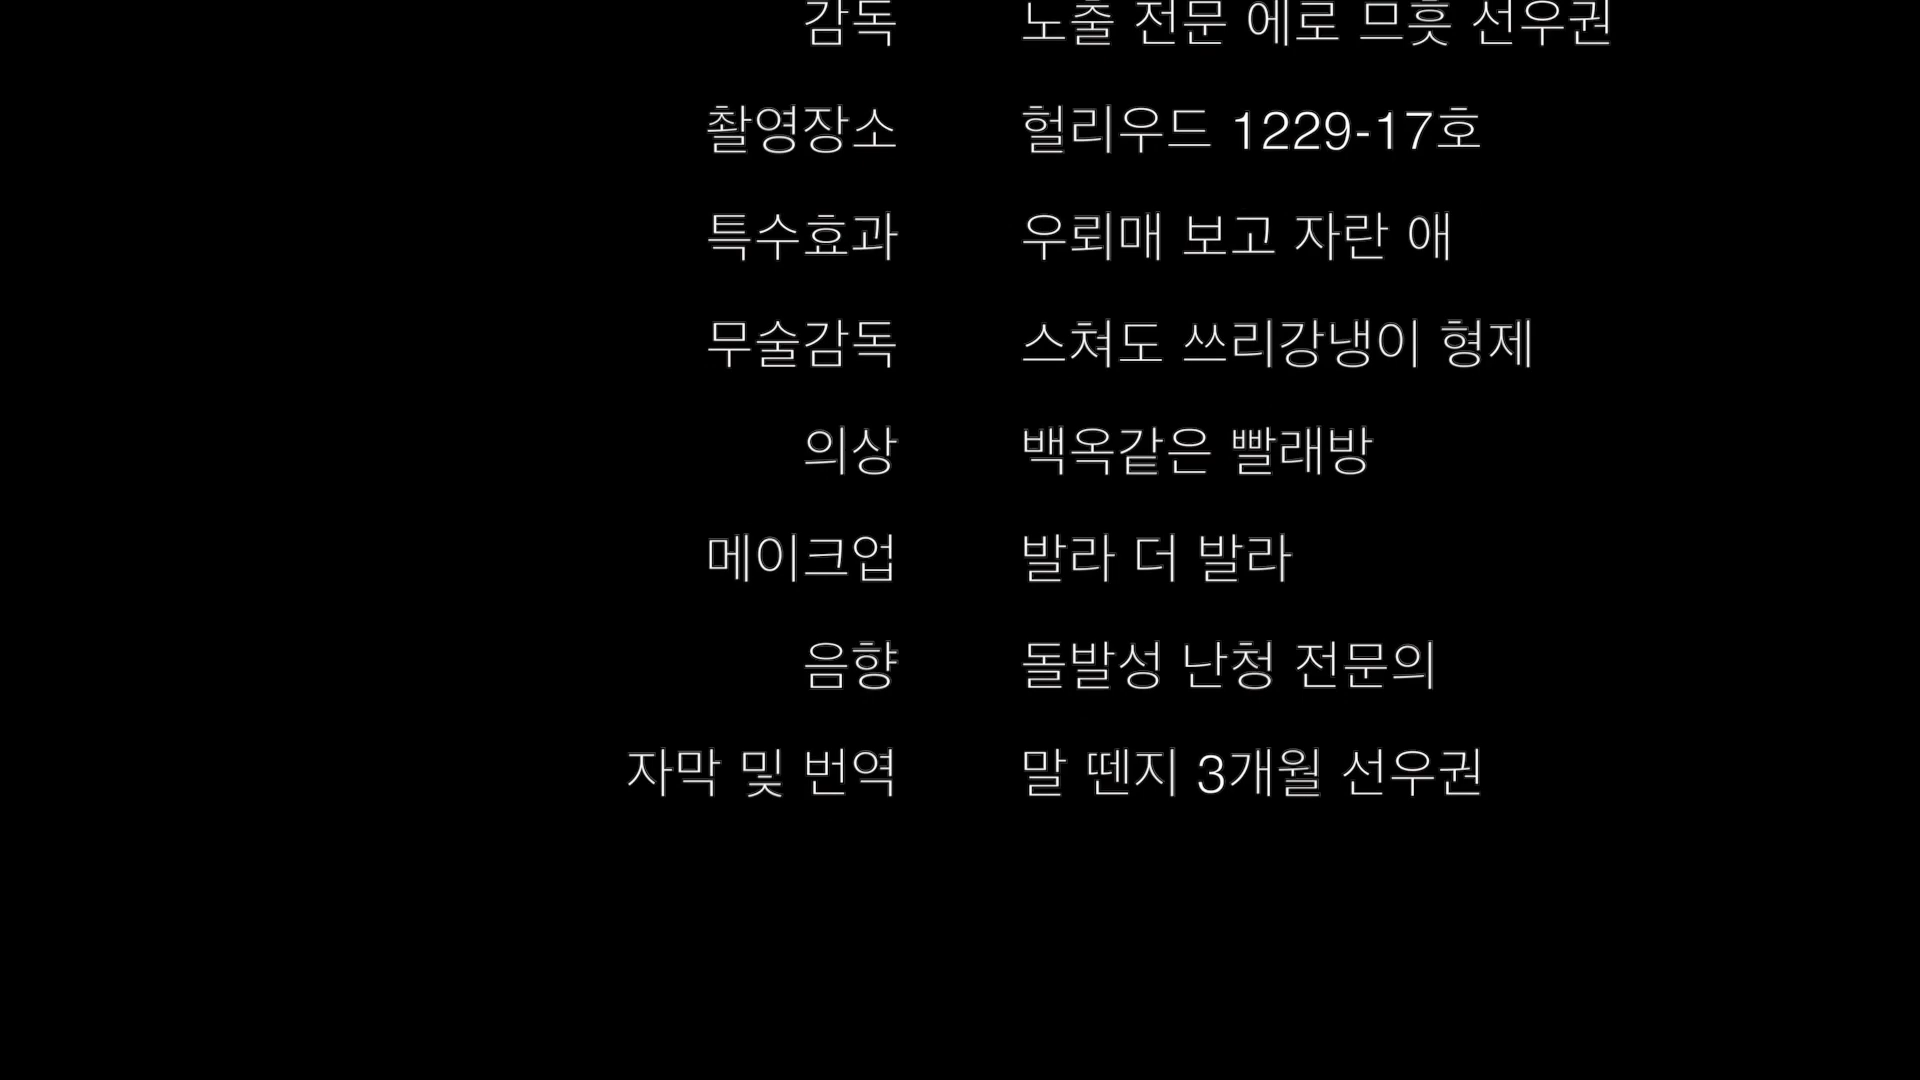 감독 노출 전문 에로 므흣 선우권
촬영장소 헐리우드 1229-17호
특수효과 우뢰매 보고 자란 애
무술감독 스쳐도 쓰리강냉이 형제
의상 백옥같은 빨래방
메이크업 발라 더 발라
음향 돌발성 난청 전문의
자막 및 번역 말 뗀지 3개월 선우권